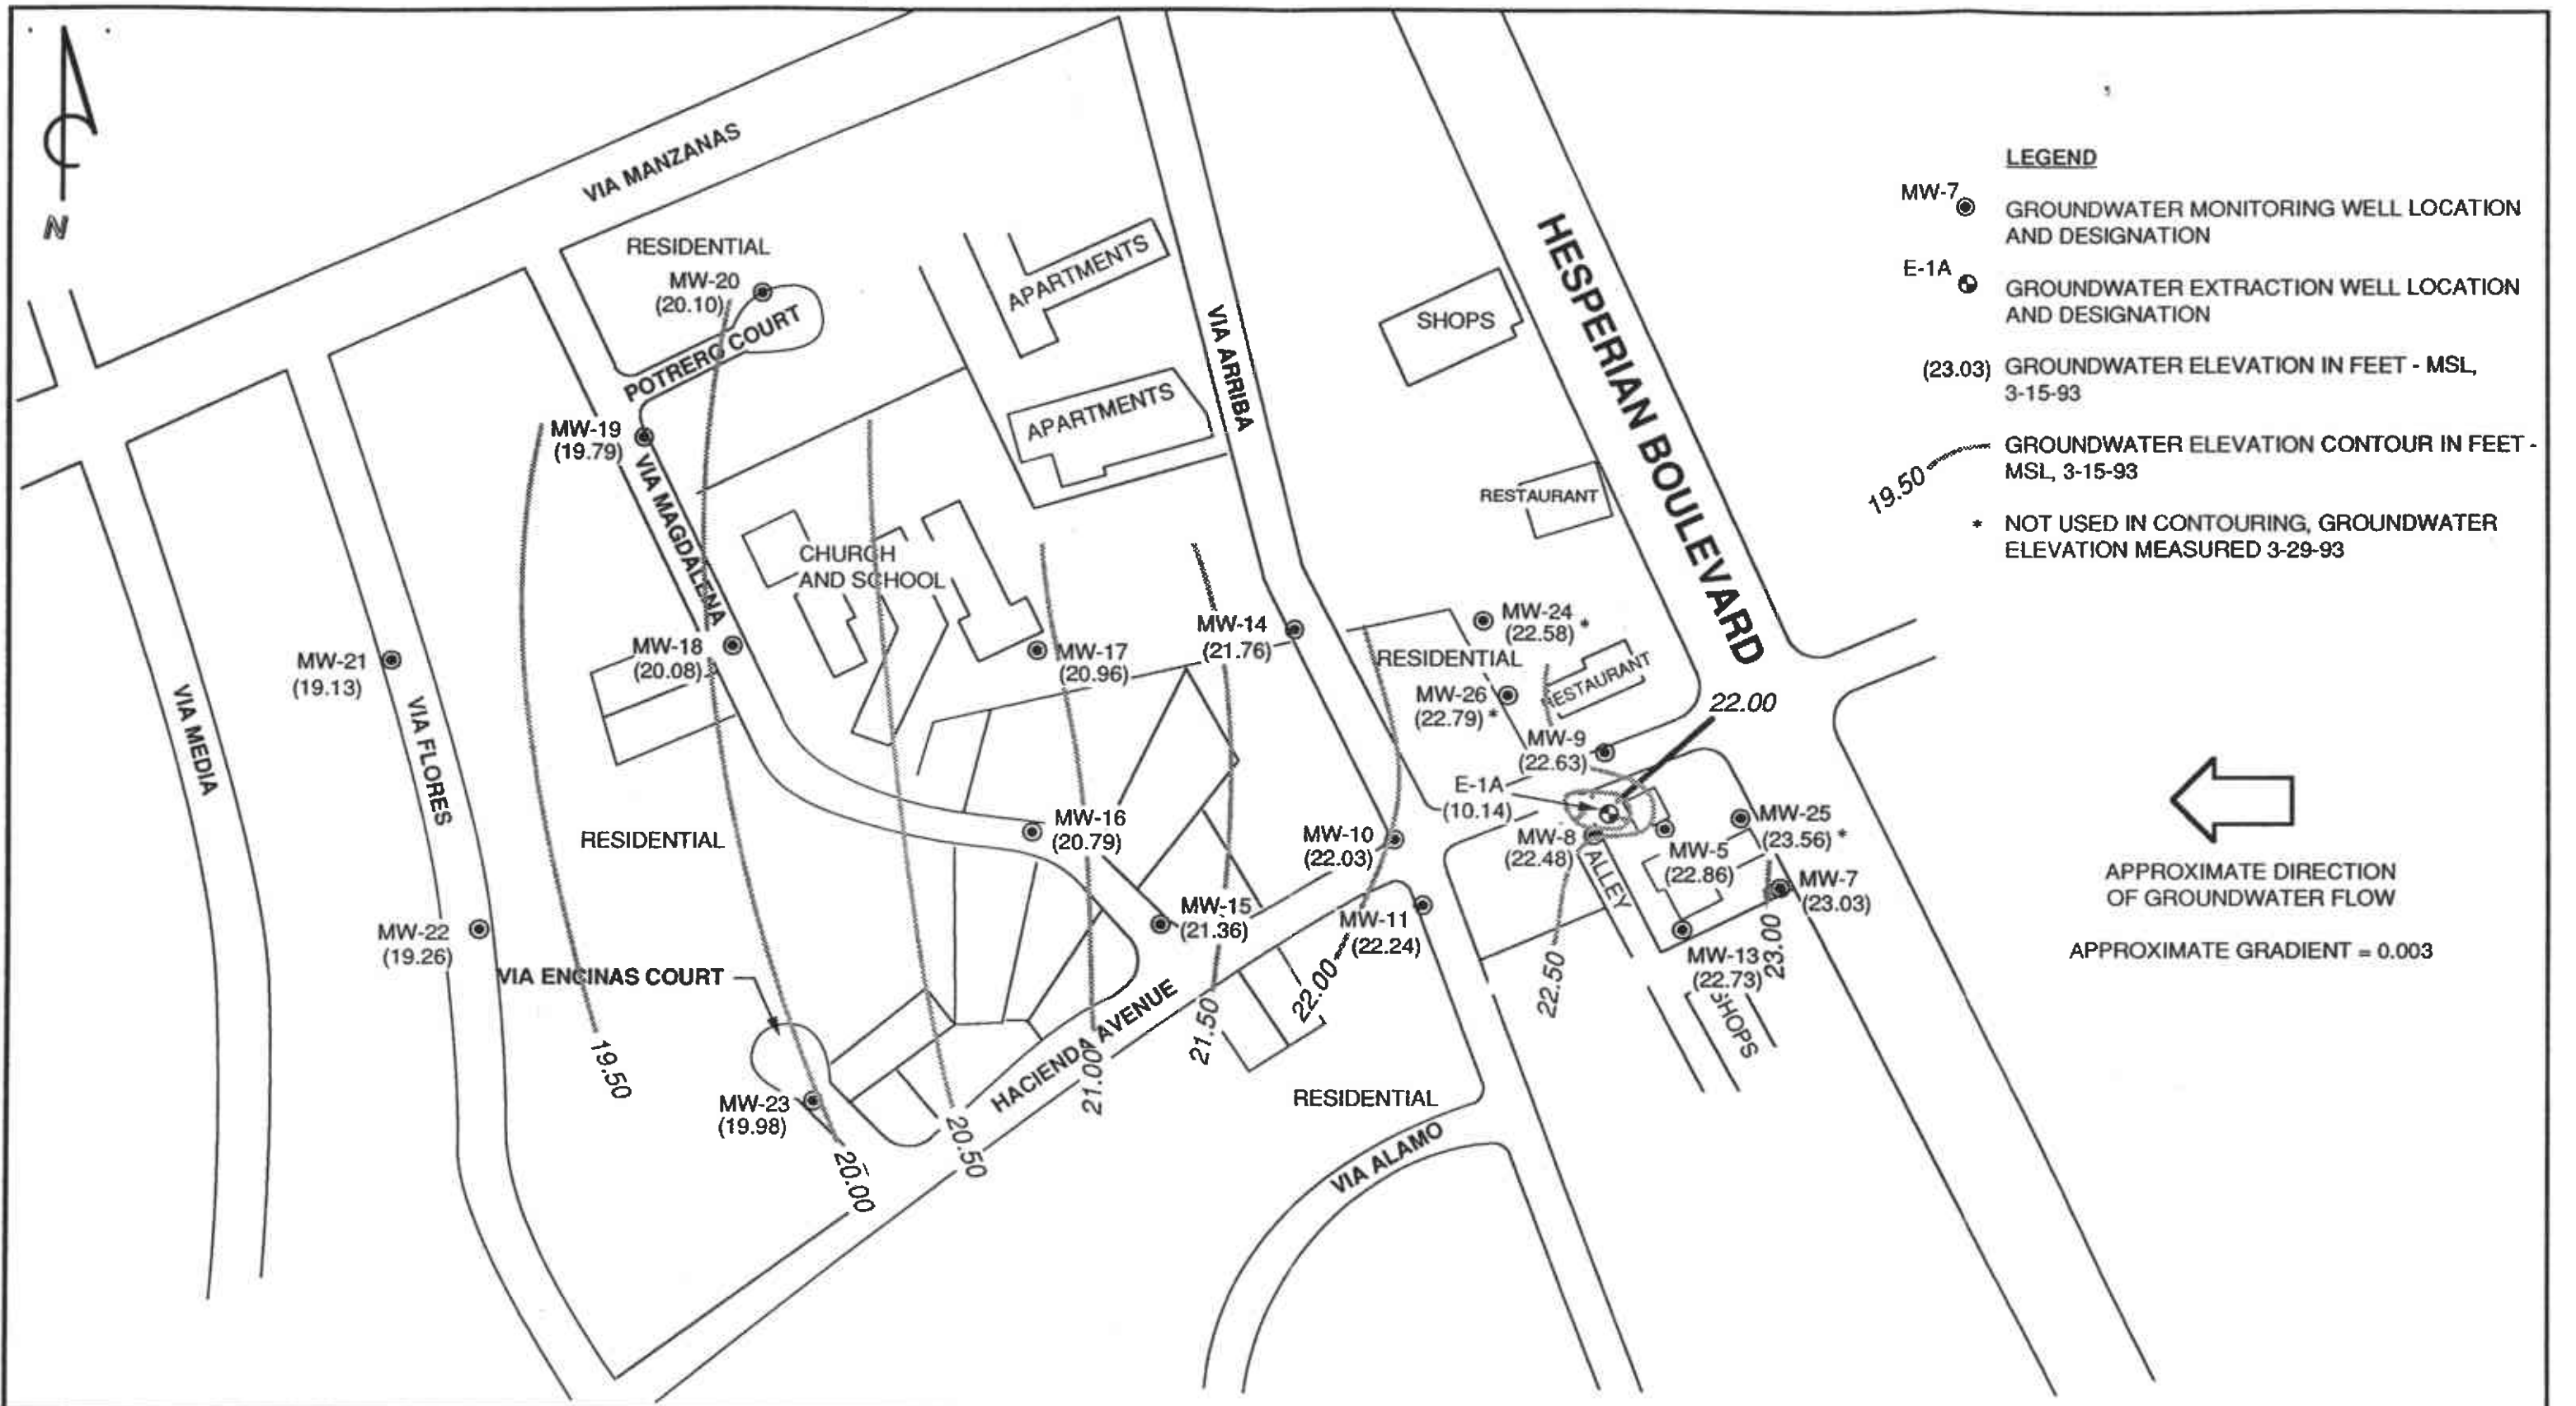 N
VIA MANZANAS
RESIDENTIAL
MW-20
(20.10)
POTRERO COURT
APARTMENTS
APARTMENTS
VIA ARRIBA
SHOPS
HESPERIAN BOULEVARD
RESTAURANT
LEGEND
MW-7
GROUNDWATER MONITORING WELL LOCATION
AND DESIGNATION
E-1A
GROUNDWATER EXTRACTION WELL LOCATION
AND DESIGNATION
(23.03) GROUNDWATER ELEVATION IN FEET - MSL,
3-15-93
19.50
GROUNDWATER ELEVATION CONTOUR IN FEET -
MSL, 3-15-93
* NOT USED IN CONTOURING, GROUNDWATER
ELEVATION MEASURED 3-29-93
MW-19
(19.79)
VIA MAGDALENA
CHURCH
AND SCHOOL
MW-18
(20.08)
MW-17
(20.96)
MW-14
(21.76)
MW-24
(22.58) *
RESIDENTIAL
RESTAURANT
MW-26
(22.79) *
22.00
MW-9
(22.63)
E-1A
(10.14)
MW-8
(22.48)
ALLEY
MW-5
(22.86)
MW-25
(23.56) *
MW-7
(23.03)
MW-13
(22.73)
23.00
22.50
SHOPS
MW-21
(19.13)
VIA MEDIA
VIA FLORES
RESIDENTIAL
MW-16
(20.79)
MW-10
(22.03)
MW-15
(21.36)
MW-11
(22.24)
MW-22
(19.26)
VIA ENCINAS COURT
HACIENDA AVENUE
22.00
21.50
21.00
19.50
MW-23
(19.98)
20.00
20.50
RESIDENTIAL
VIA ALAMO
APPROXIMATE DIRECTION
OF GROUNDWATER FLOW
APPROXIMATE GRADIENT = 0.003